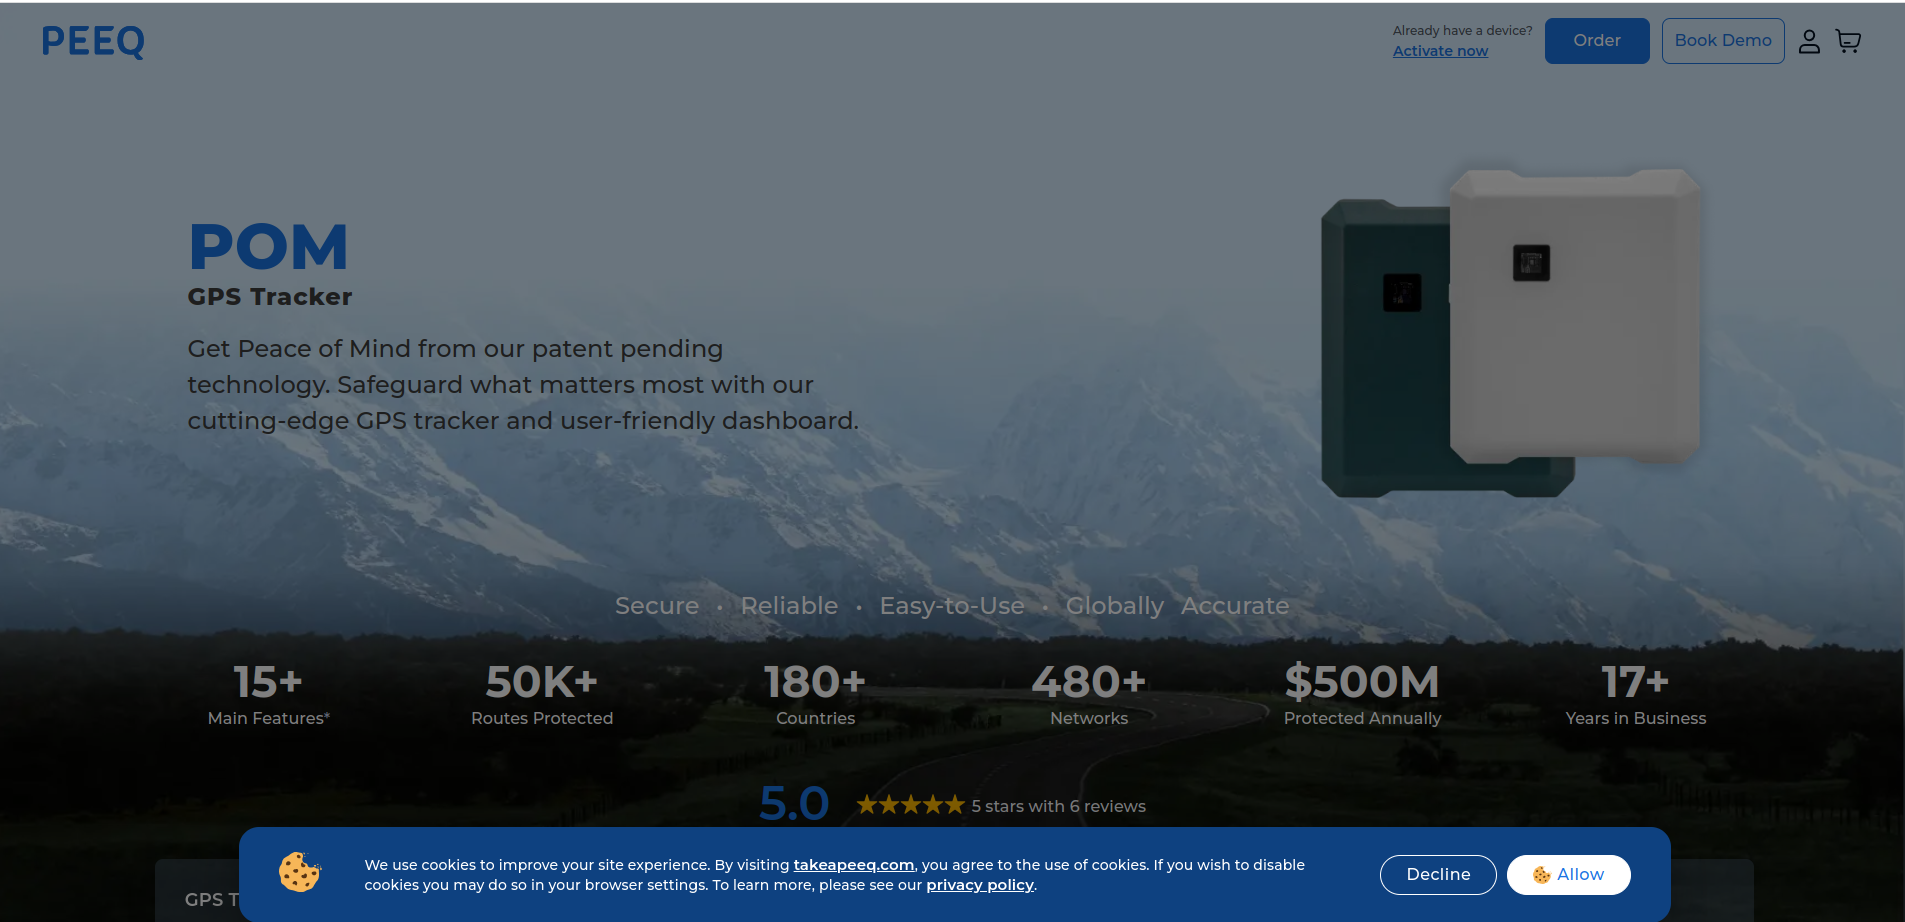 PEEQ
Already have a device?
Activate now
Order
Book Demo
POM
GPS Tracker
Get Peace of Mind from our patent pending
technology. Safeguard what matters most with our
cutting-edge GPS tracker and user-friendly dashboard.
Secure • Reliable • Easy-to-Use • Globally Accurate
15+
Main Features*
50K+
Routes Protected
180+
Countries
480+
Networks
$500M
Protected Annually
17+
Years in Business
5.0
5 stars with 6 reviews
We use cookies to improve your site experience. By visiting takeapeeq.com, you agree to the use of cookies. If you wish to disable
cookies you may do so in your browser settings. To learn more, please see our privacy policy.
Decline
Allow
GPS